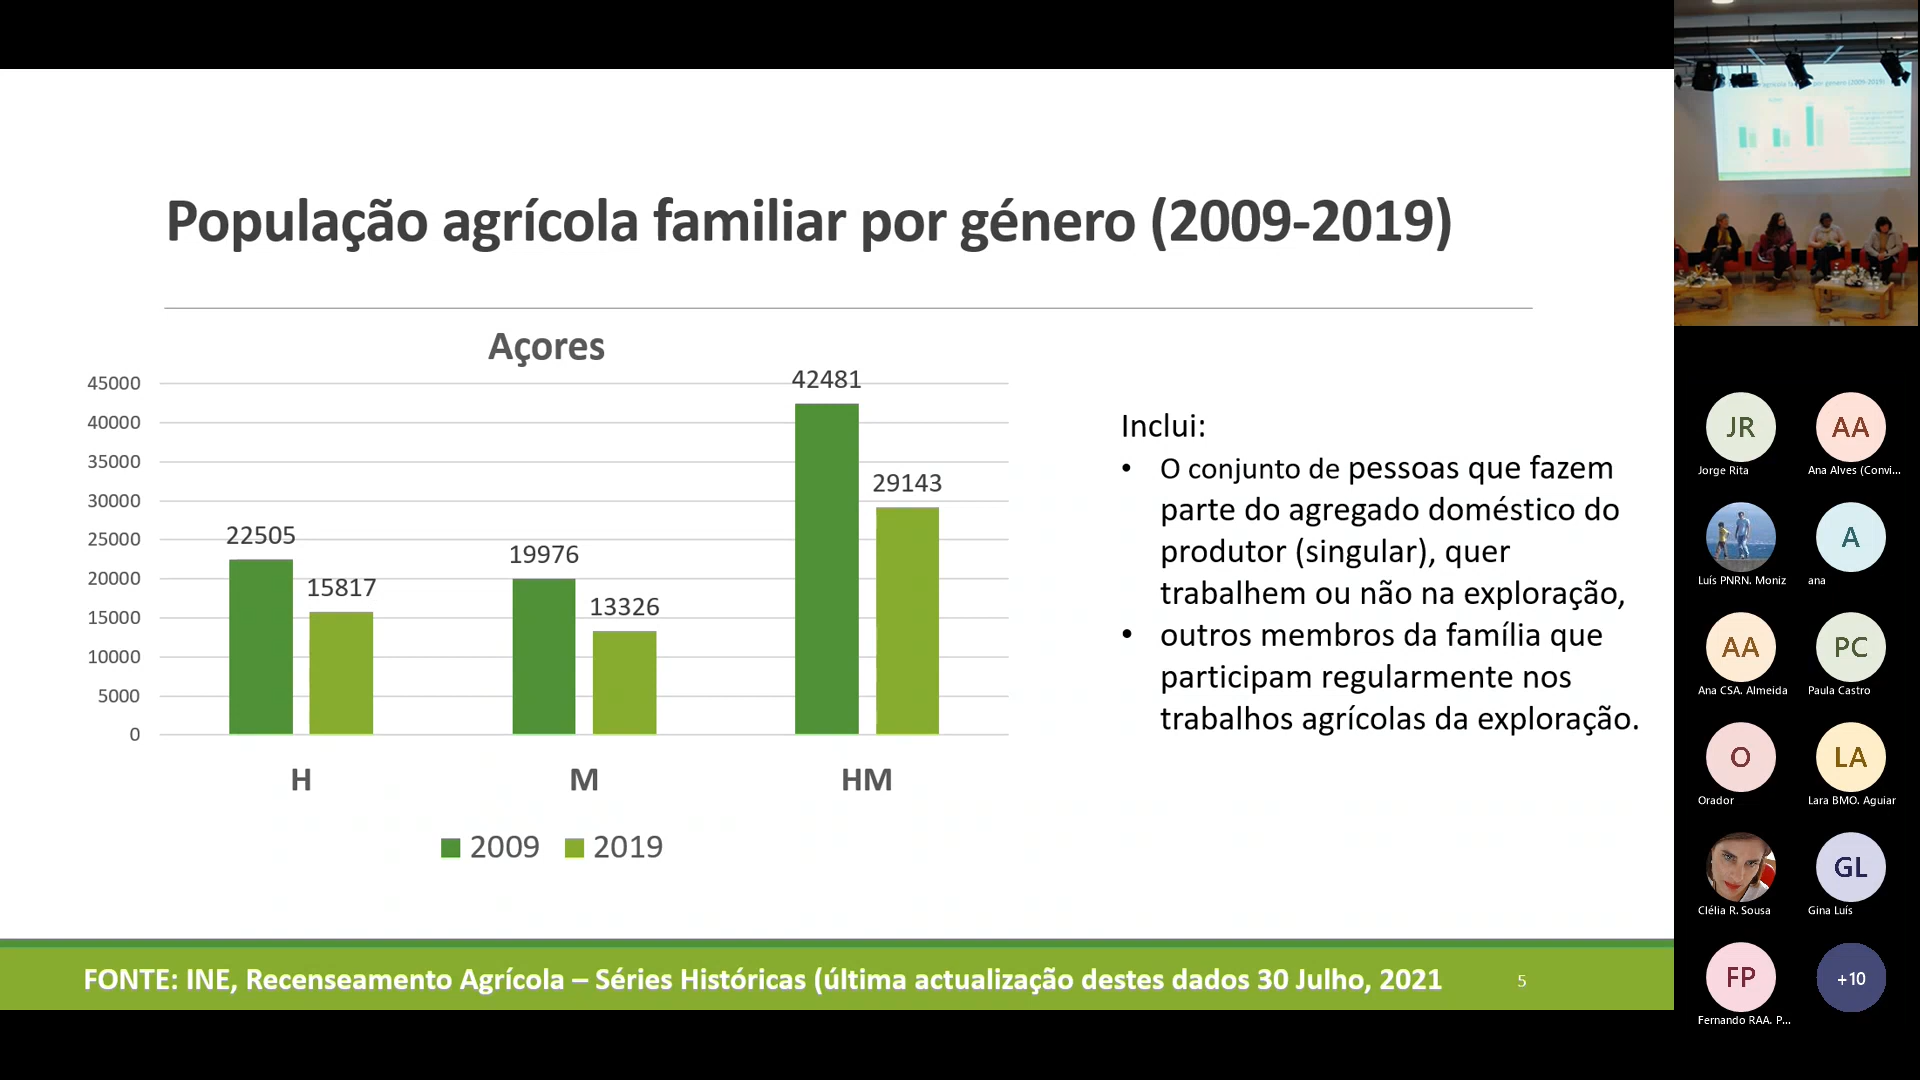 População agrícola familiar por género (2009-2019)
Açores
45000
40000
35000
30000
25000
20000
15000
10000
5000
0
22505
15817
19976
13326
42481
29143
H
M
HM
2009
2019
Inclui:
• O conjunto de pessoas que fazem
parte do agregado doméstico do
produtor (singular), quer
trabalhem ou não na exploração,
• outros membros da família que
participam regularmente nos
trabalhos agrícolas da exploração.
FONTE: INE, Recenseamento Agrícola – Séries Históricas (última actualização destes dados 30 Julho, 2021
5
JR
Jorge Rita
AA
Ana Alves (Convi...
Luís PNRN. Moniz
A
ana
AA
Ana CSA. Almeida
PC
Paula Castro
O
Orador
LA
Lara BMO. Aguiar
Clélia R. Sousa
GL
Gina Luís
FP
Fernando RAA. P...
+10